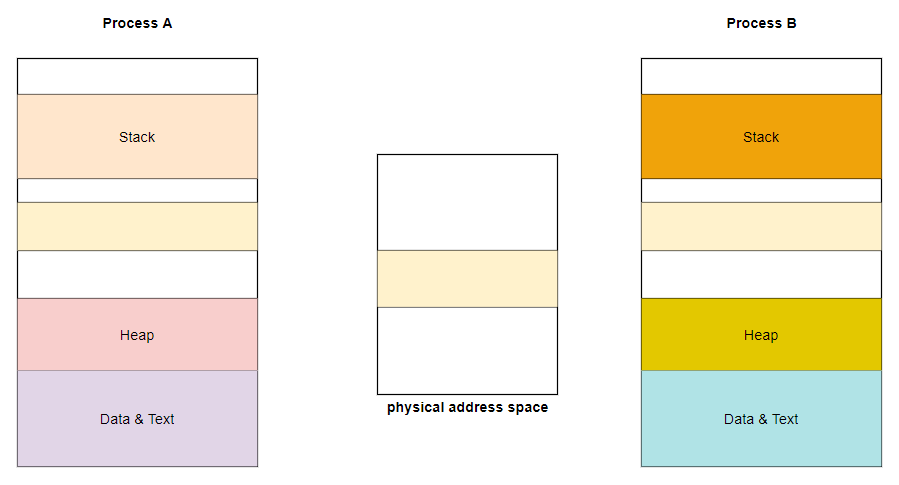 Process A
Process B
Stack
Stack
Heap
Heap
physical address space
Data & Text
Data & Text